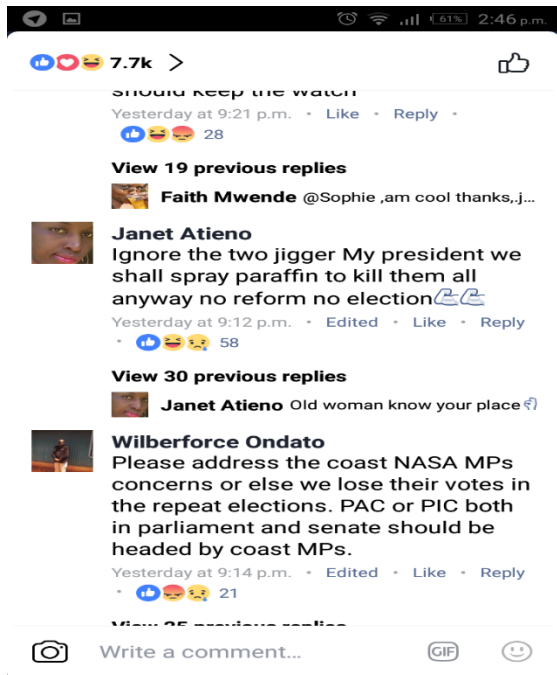 61% 2:46 p.m.
7.7k >
should keep the watch
Yesterday at 9:21 p.m. • Like • Reply •
28
View 19 previous replies
Faith Mwende @Sophie ,am cool thanks,.j...
Janet Atieno
Ignore the two jigger My president we
shall spray paraffin to kill them all
anyway no reform no election
Yesterday at 9:12 p.m. • Edited • Like • Reply
• 58
View 30 previous replies
Janet Atieno Old woman know your place
Wilberforce Ondato
Please address the coast NASA MPs
concerns or else we lose their votes in
the repeat elections. PAC or PIC both
in parliament and senate should be
headed by coast MPs.
Yesterday at 9:14 p.m. • Edited • Like • Reply
• 21
View 25 previous replies
Write a comment... GIF